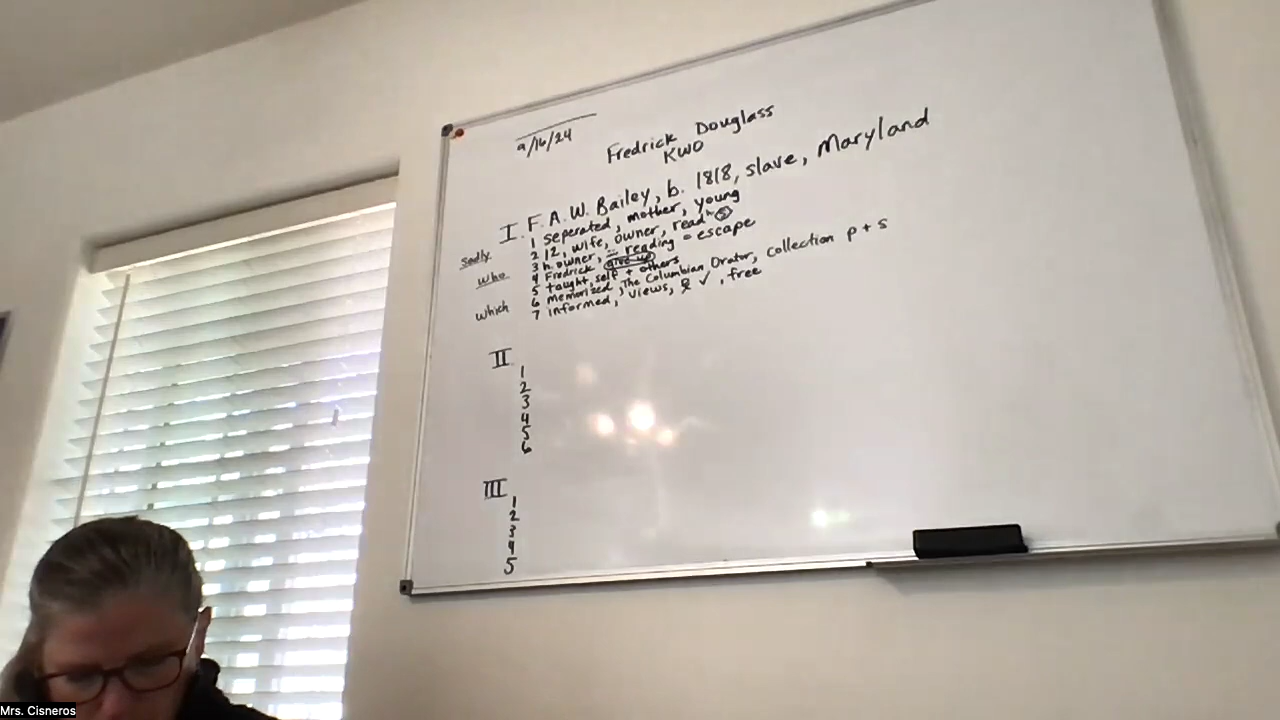 9/16/24
Fredrick Douglass
KWO
I. F. A. W. Bailey, b. 1818, slave, Maryland
1 seperated, mother, young
2 12, wife, owner, read
sadly
3 h. owner, reading = escape
4 Fredrick give up
who
5 taught, self + others
6 memorized, The Columbian Orator, collection p + s
which
7 informed, views, ✓, free
II
1
2
3
4
5
6
III
1
2
3
4
5
Mrs. Cisneros